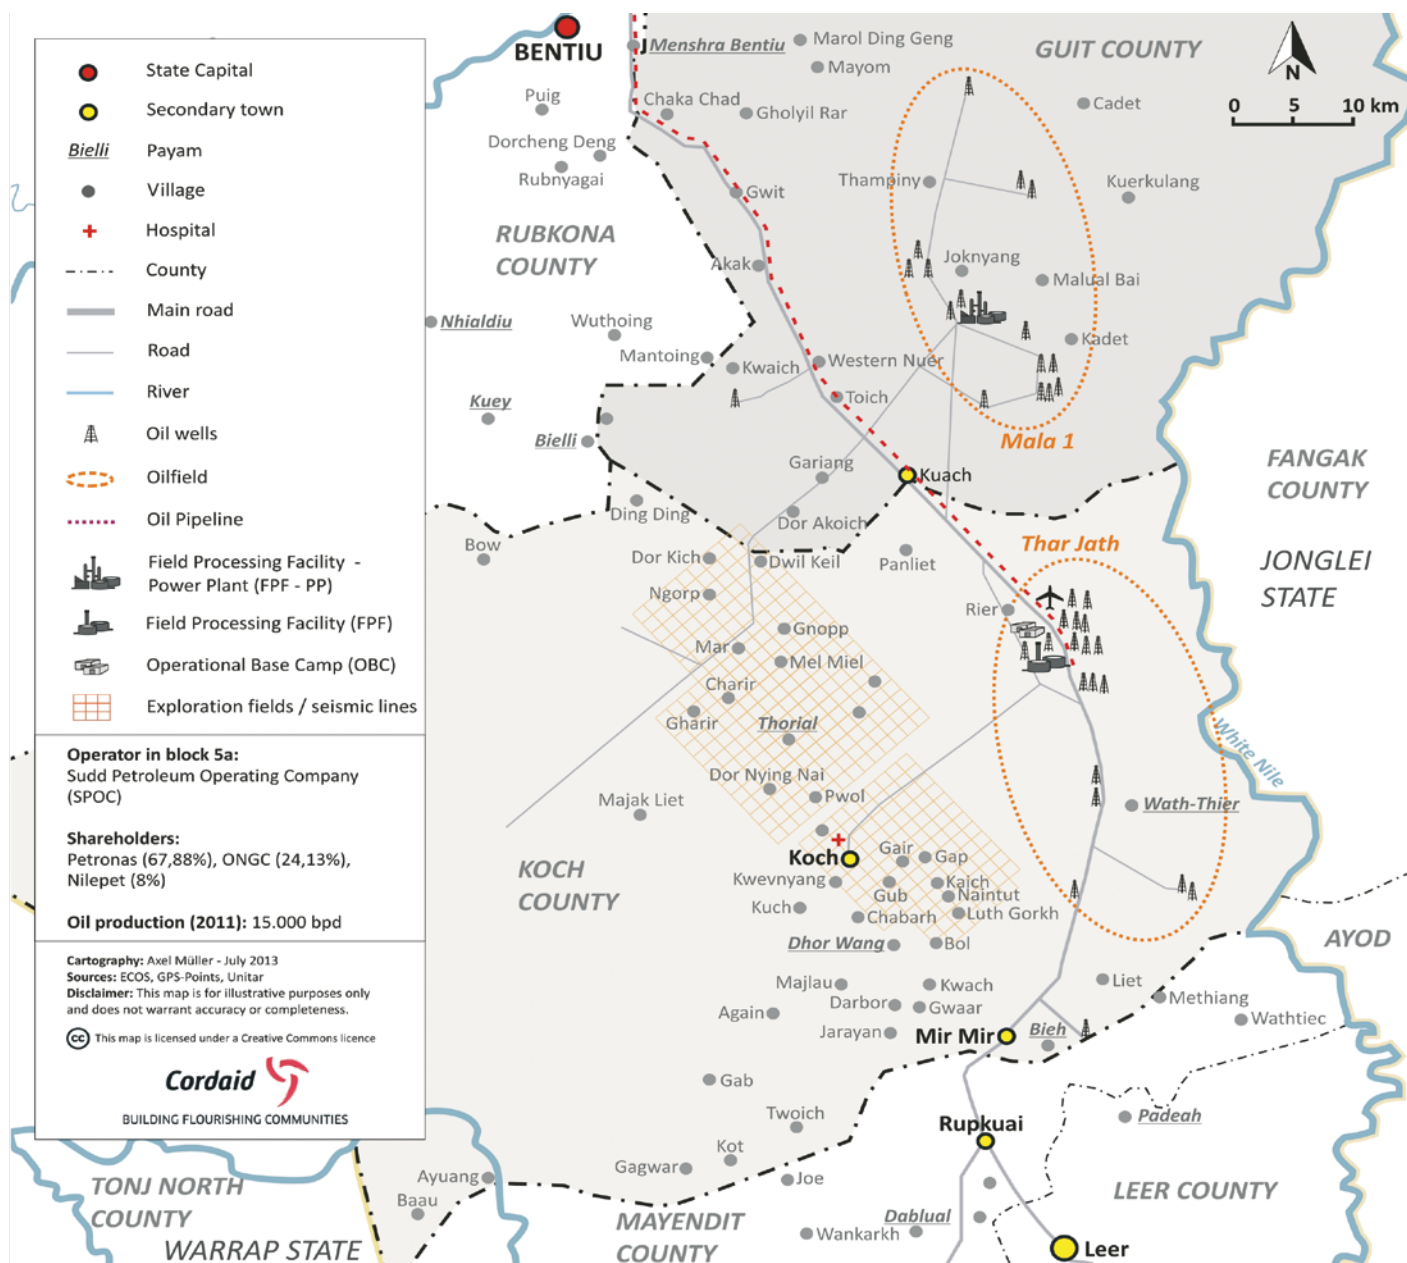 State Capital
Secondary town
Bielli
Payam
Village
Hospital
County
Main road
Road
River
Oil wells
Oilfield
Oil Pipeline
Field Processing Facility -
Power Plant (FPF - PP)
Field Processing Facility (FPF)
Operational Base Camp (OBC)
Exploration fields / seismic lines
Operator in block 5a:
Sudd Petroleum Operating Company
(SPOC)
Shareholders:
Petronas (67,88%), ONGC (24,13%),
Nilepet (8%)
Oil production (2011): 15.000 bpd
Cartography: Axel Müller - July 2013
Sources: ECOS, GPS-Points, Unitar
Disclaimer: This map is for illustrative purposes only
and does not warrant accuracy or completeness.
cc This map is licensed under a Creative Commons licence
Cordaid
BUILDING FLOURISHING COMMUNITIES
BENTIU
Menshra Bentiu
Marol Ding Geng
GUIT COUNTY
N
Mayom
0 5 10 km
Puig
Chaka Chad
Gholyil Rar
Cadet
Dorcheng Deng
Rubnyagai
Thampiny
Kuerkulang
Gwit
RUBKONA
COUNTY
Akak
Joknyang
Malual Bai
Nhialdiu
Wuthoing
Mantoing
Kwaich
Western Nuer
Kadet
Kuey
Toich
Bielli
Mala 1
Gariang
Kuach
FANGAK
COUNTY
Ding Ding
Dor Akoich
Bow
Dor Kich
Dwil Keil
Panliet
Thar Jath
JONGLEI
STATE
Ngorp
Rier
Gnopp
Mar
Mel Miel
Charir
Gharir
Thorial
White Nile
Dor Nying Nai
Majak Liet
Pwol
Wath-Thier
Koch
Gair
Gap
KOCH
COUNTY
Kwevnyang
Gub
Kaich
Naintut
Kuch
Chabarh
Luth Gorkh
Dhor Wang
Bol
AYOD
Majlau
Kwach
Liet
Methiang
Again
Darbor
Gwaar
Wathtiec
Jarayan
Mir Mir
Bieh
Gab
Twoich
Rupkuai
Padeah
Kot
Gagwar
Joe
Ayuang
Baau
TONJ NORTH
COUNTY
WARRAP STATE
MAYENDIT
COUNTY
Dablual
Wankarkh
LEER COUNTY
Leer